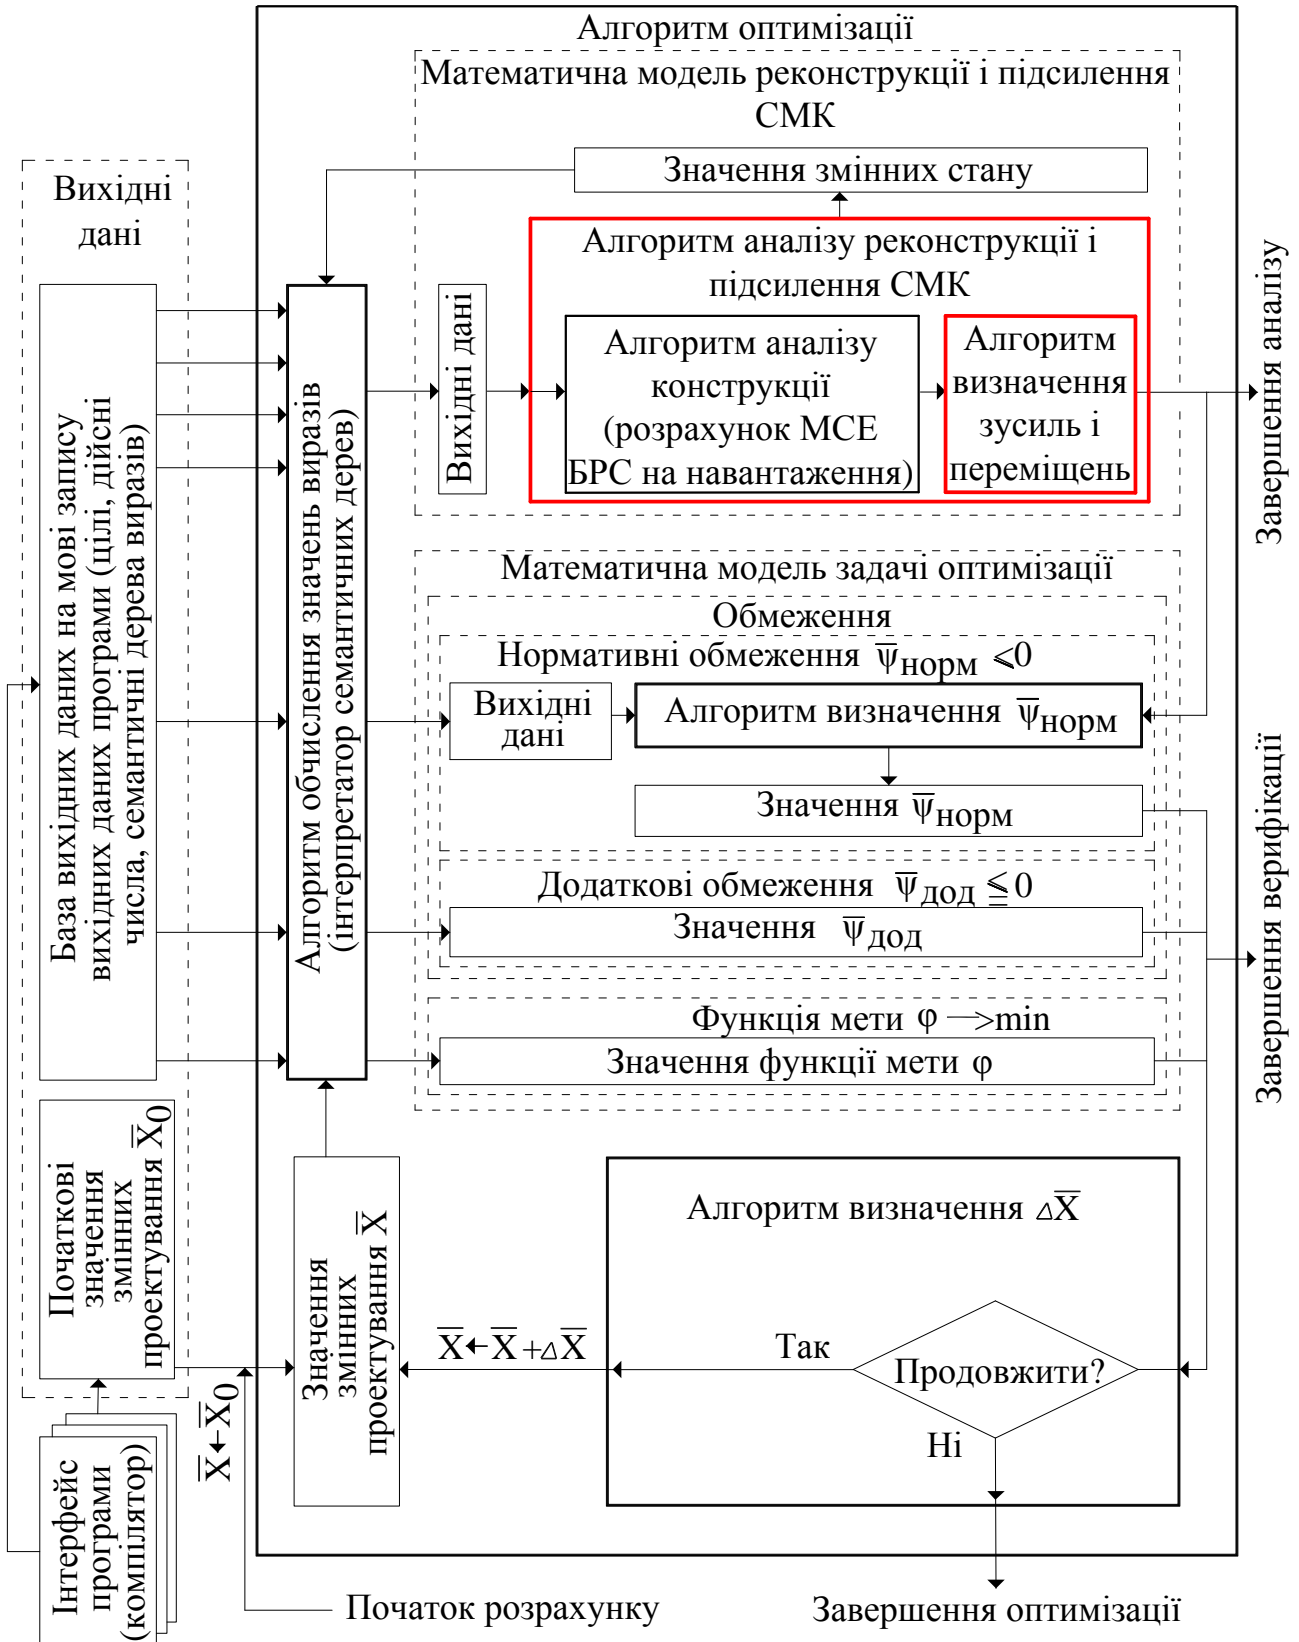 Алгоритм оптимізації
Математична модель реконструкції і підсилення
СМК
Значення змінних стану
Алгоритм аналізу реконструкції і
підсилення СМК
Вихідні дані
Алгоритм аналізу
конструкції
(розрахунок МСЕ
БРС на навантаження)
Алгоритм
визначення
зусиль і
переміщень
Завершення аналізу
Вихідні
дані
База вихідних даних на мові запису
вихідних даних програми (цілі, дійсні
числа, семантичні дерева виразів)
Алгоритм обчислення значень виразів
(інтерпретатор семантичних дерев)
Математична модель задачі оптимізації
Обмеження
Нормативні обмеження ψ̅норм ⩽0
Вихідні
дані
Алгоритм визначення ψ̅норм
Значення ψ̅норм
Додаткові обмеження ψ̅дод ≦ 0
Значення ψ̅дод
Функція мети φ —>min
Значення функції мети φ
Завершення верифікації
Початкові
значення
змінних
проектування X̅0
Значення
змінних
проектування X̅
Алгоритм визначення △X̅
X̅←X̅+△X̅
Так
Продовжити?
Ні
X̅←X̅0
Інтерфейс
програми
(компілятор)
Початок розрахунку
Завершення оптимізації